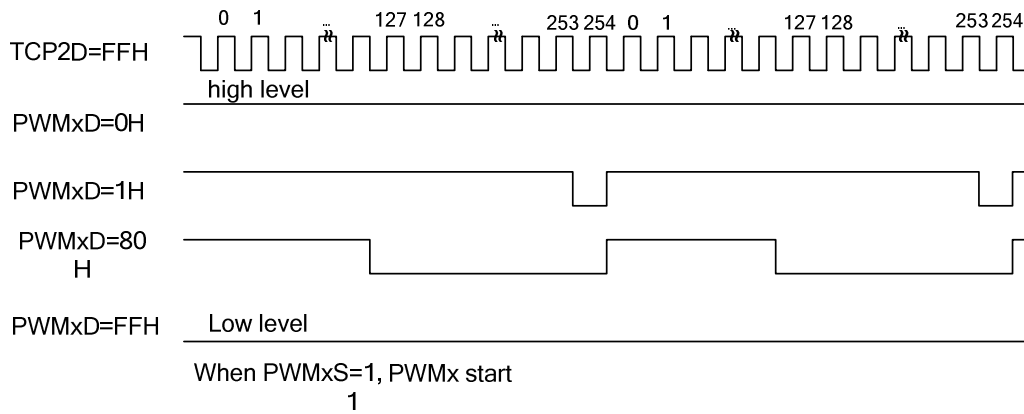 0 1 ... 127 128 ... 253 254 0 1 ... 127 128 ... 253 254
TCP2D=FFH
high level
PWMxD=0H
PWMxD=1H
PWMxD=80
H
PWMxD=FFH
Low level
When PWMxS=1, PWMx start
1